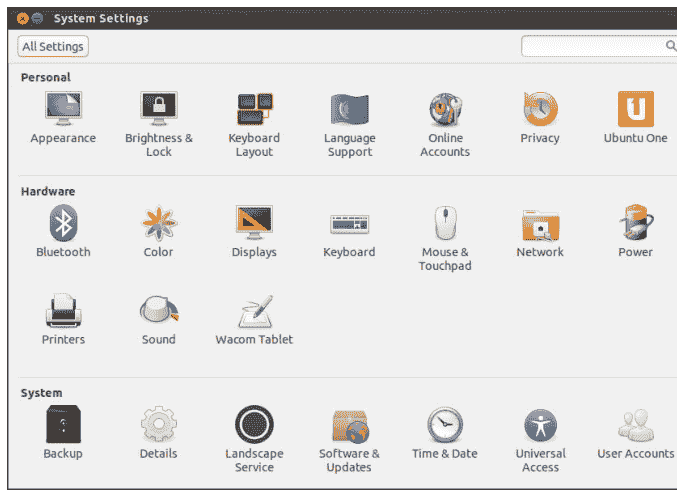 System Settings
All Settings
Personal
Appearance
Brightness &
Lock
Keyboard
Layout
Language
Support
Online
Accounts
Privacy
Ubuntu One
Hardware
Bluetooth
Color
Displays
Keyboard
Mouse &
Touchpad
Network
Power
Printers
Sound
Wacom Tablet
System
Backup
Details
Landscape
Service
Software &
Updates
Time & Date
Universal
Access
User Accounts